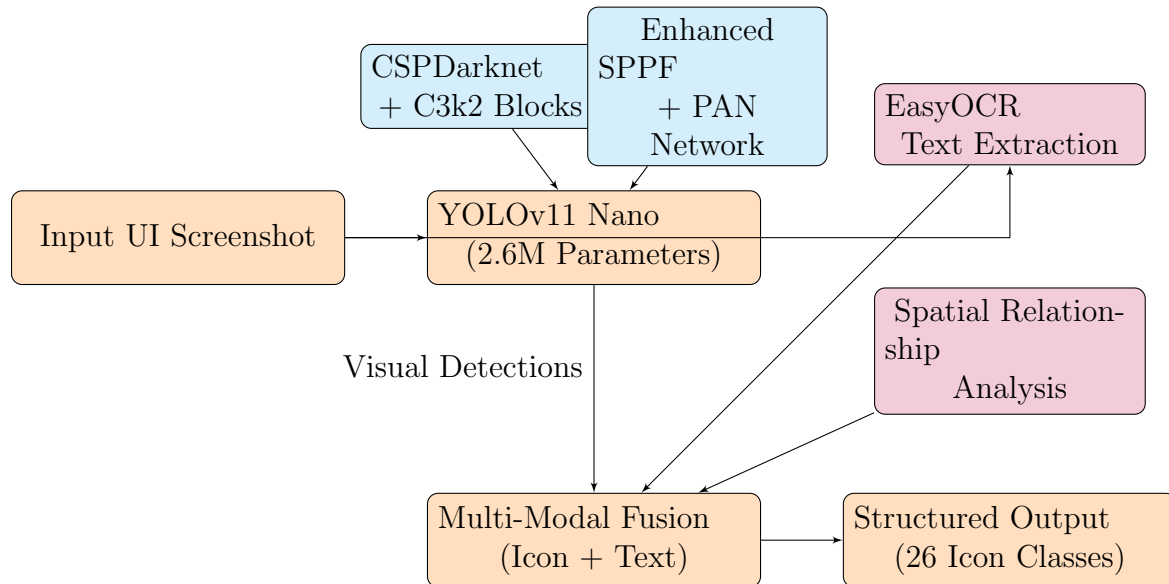 CSPDarknet
+ C3k2 Blocks
Enhanced
SPPF
+ PAN
Network
EasyOCR
Text Extraction
Input UI Screenshot
YOLOv11 Nano
(2.6M Parameters)
Spatial Relation-
ship
Analysis
Visual Detections
Multi-Modal Fusion
(Icon + Text)
Structured Output
(26 Icon Classes)